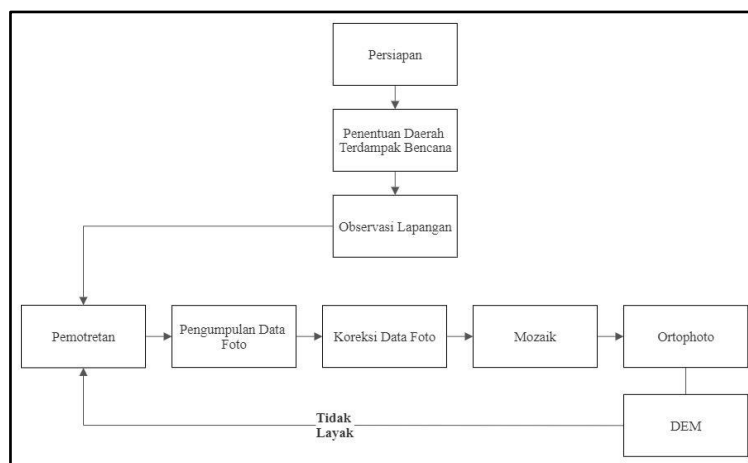 Persiapan
Penentuan Daerah
Terdampak Bencana
Observasi Lapangan
Pemotretan
Pengumpulan Data
Foto
Koreksi Data Foto
Mozaik
Ortophoto
DEM
Tidak
Layak